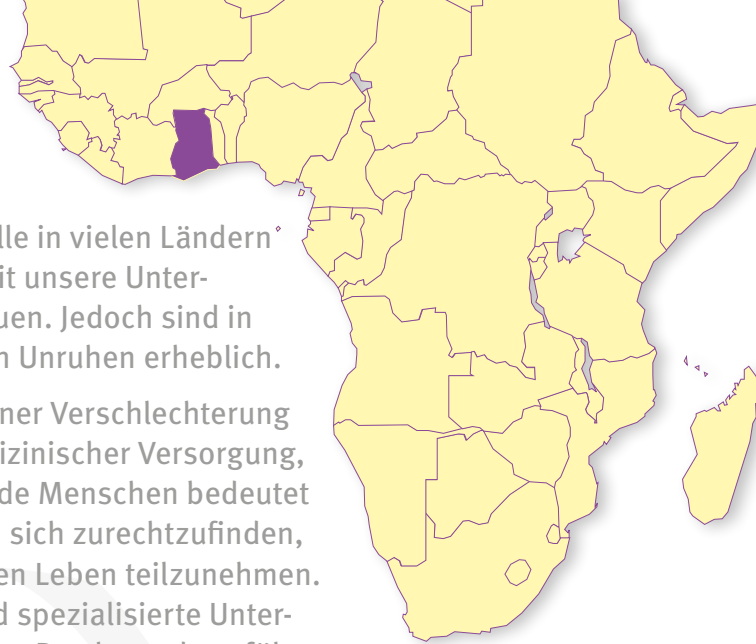 lle in vielen Ländern
it unsere Unter-
uen. Jedoch sind in
n Unruhen erheblich.
ner Verschlechterung
izinischer Versorgung,
de Menschen bedeutet
sich zurechtzufinden,
en Leben teilzunehmen.
d spezialisierte Unter-